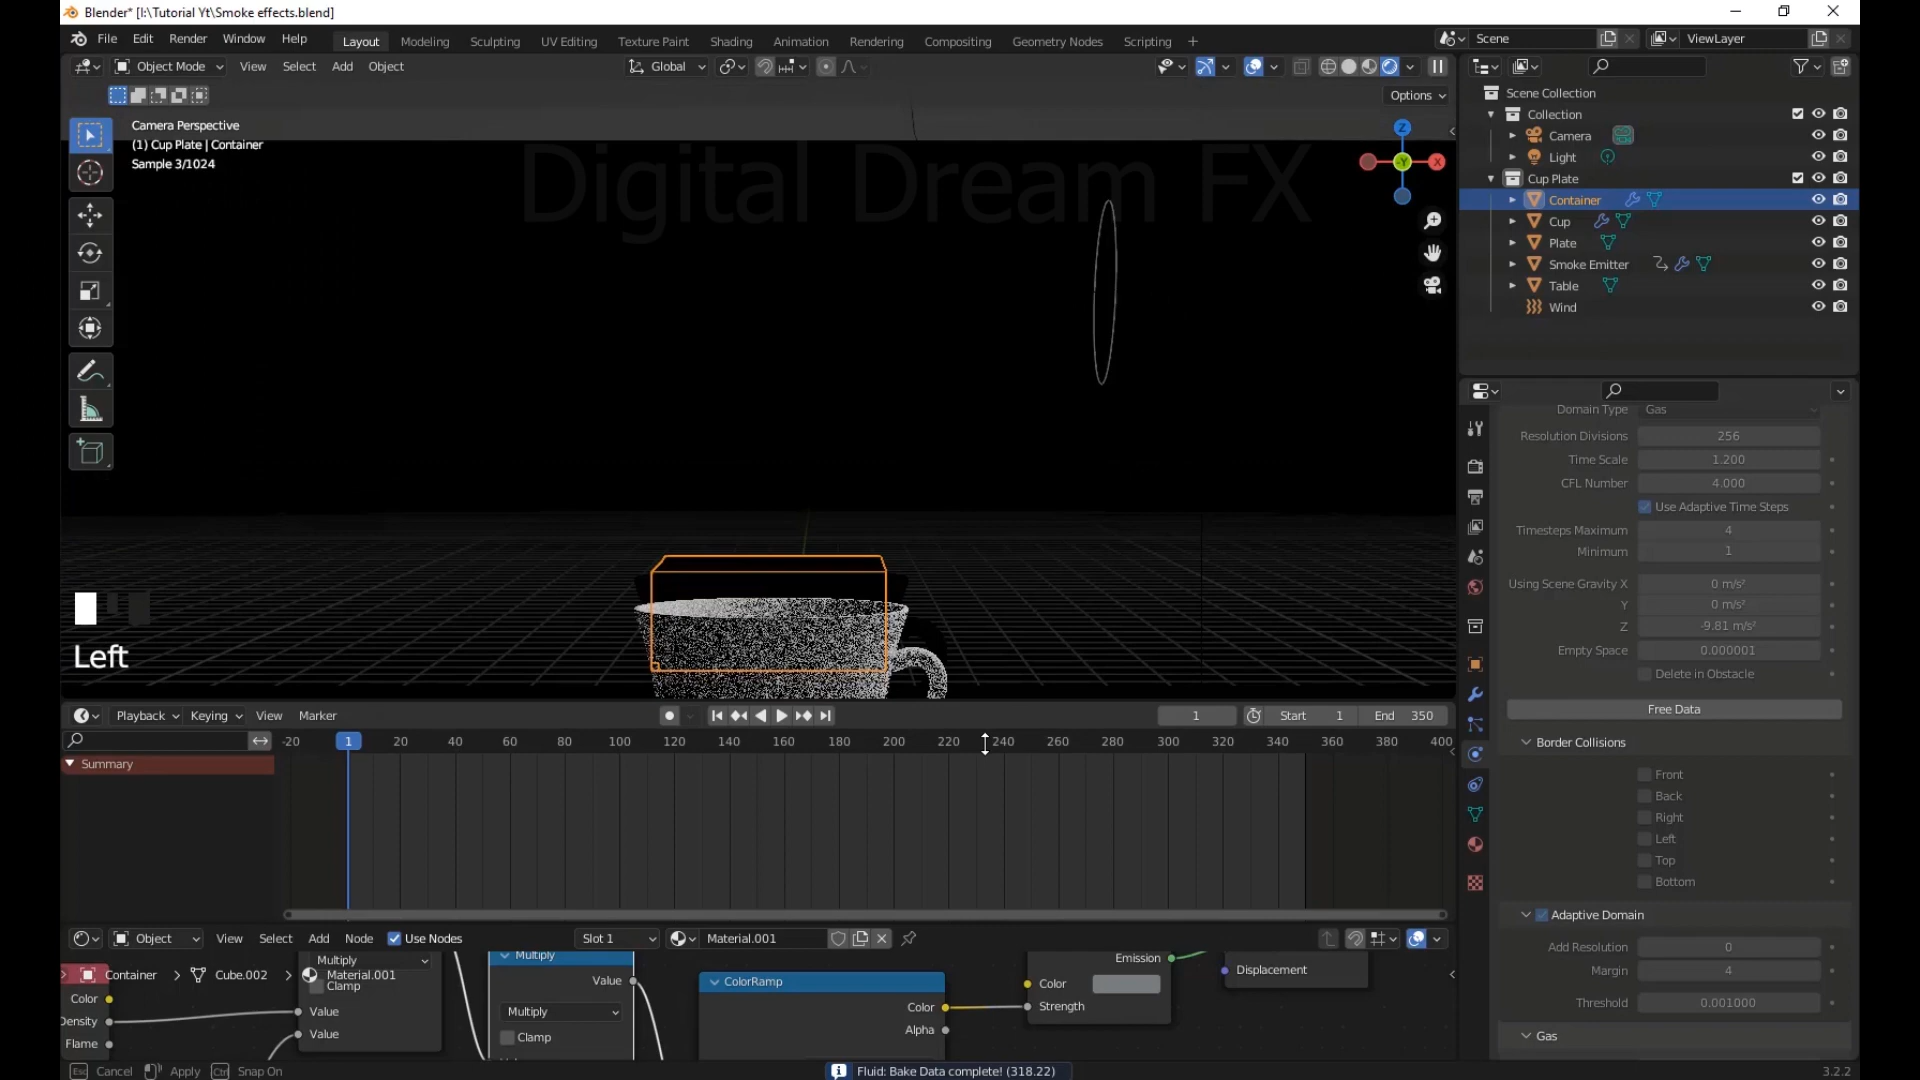 Blender* [I:\Tutorial Yt\Smoke effects.blend]
File Edit Render Window Help
Layout Modeling Sculpting UV Editing Texture Paint Shading Animation Rendering Compositing Geometry Nodes Scripting +
Scene
ViewLayer
Object Mode View Select Add Object
Global
Options
Camera Perspective
(1) Cup Plate | Container
Sample 3/1024
Digital Dream FX
Z
-Y
X
Left
Scene Collection
Collection
Camera
Light
Cup Plate
Container
Cup
Plate
Smoke Emitter
Table
Wind
Domain Type Gas
Resolution Divisions 256
Time Scale 1.200
CFL Number 4.000
Use Adaptive Time Steps
Timesteps Maximum 4
Minimum 1
Using Scene Gravity X 0 m/s²
Y 0 m/s²
Z -9.81 m/s²
Empty Space 0.000001
Delete in Obstacle
Free Data
Border Collisions
Front
Back
Right
Left
Top
Bottom
Adaptive Domain
Add Resolution 0
Margin 4
Threshold 0.001000
Gas
Playback Keying View Marker
1 Start 1 End 350
-20 1 20 40 60 80 100 120 140 160 180 200 220 240 260 280 300 320 340 360 380 400
Summary
Object View Select Add Node Use Nodes Slot 1 Material.001
Container > Cube.002 > Material.001
Color
Density
Flame
Multiply
Clamp
Value
Value
Multiply
Value
Multiply
Clamp
ColorRamp
Color
Alpha
Emission
Color
Strength
Displacement
Esc Cancel Apply Ctrl Snap On
Fluid: Bake Data complete! (318.22)
3.2.2